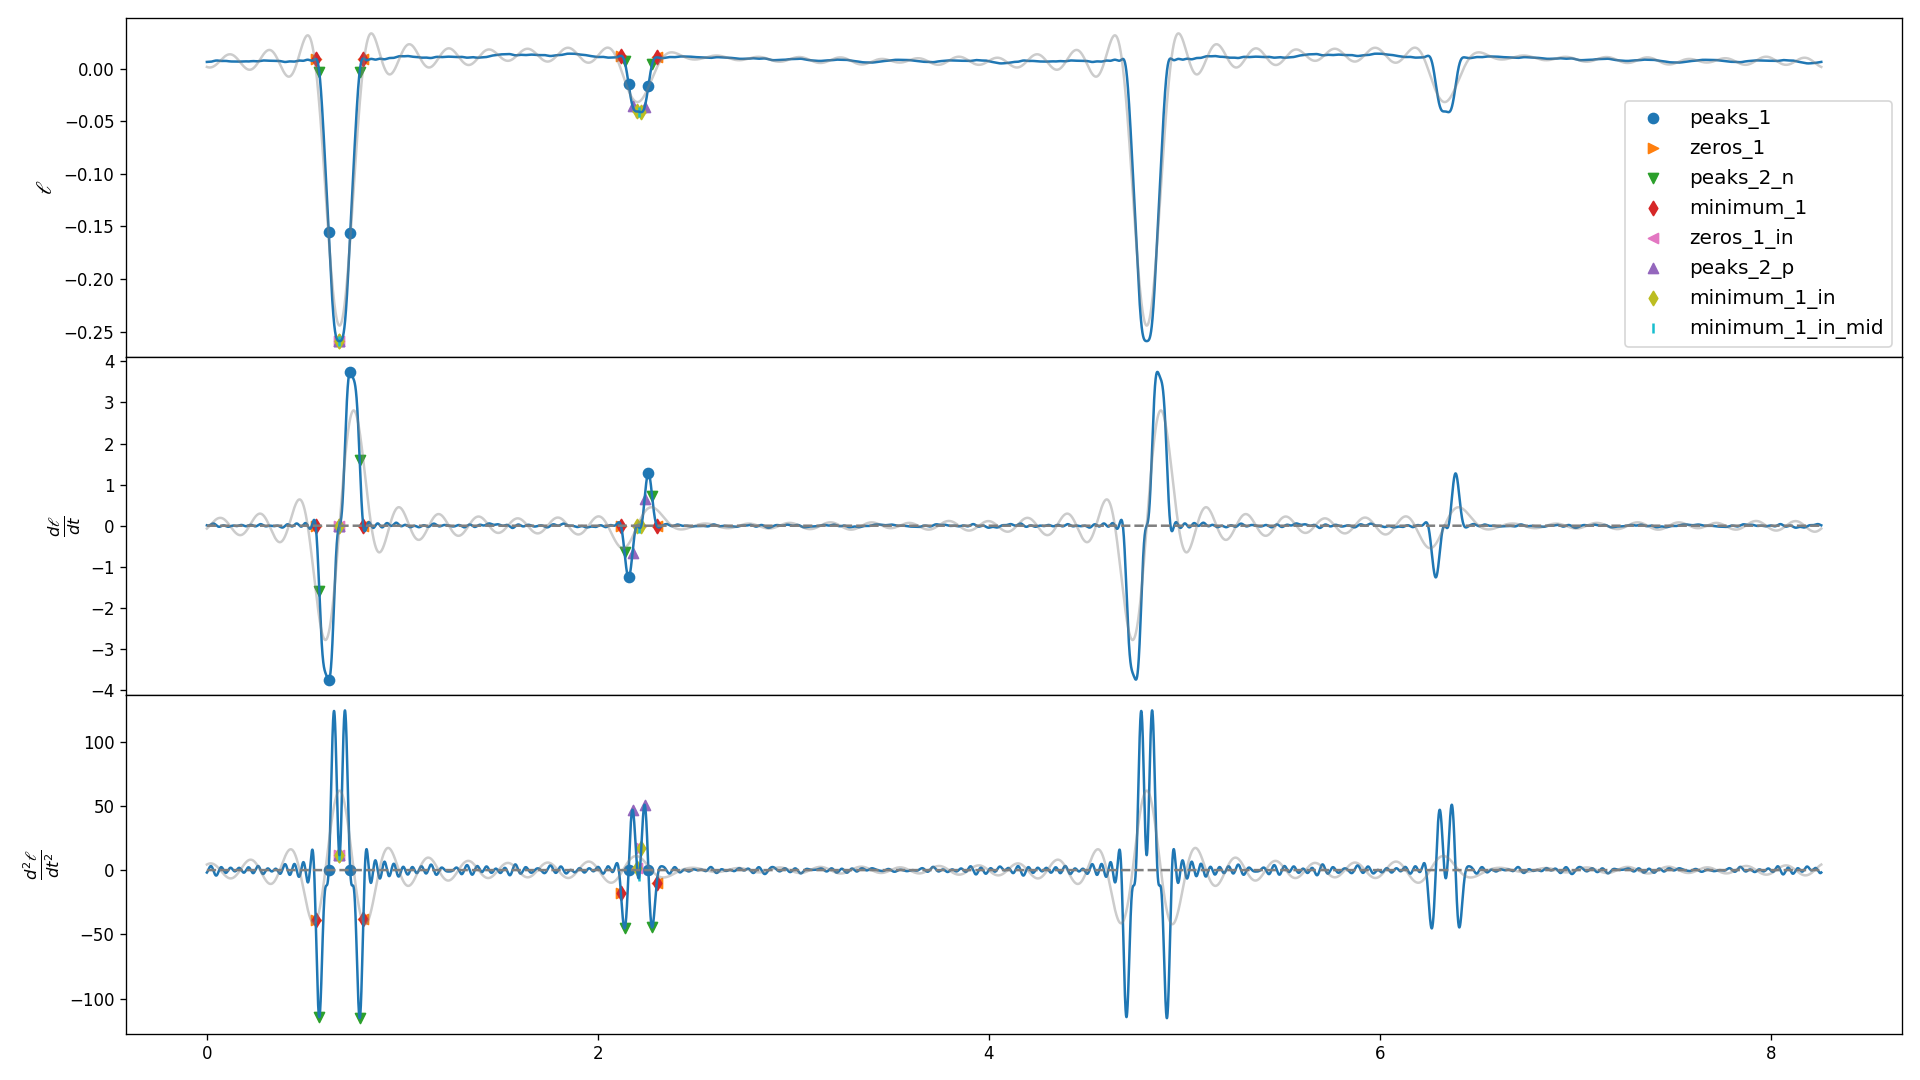 0.00
−0.05
−0.10
−0.15
−0.20
−0.25
ℓ
peaks_1
zeros_1
peaks_2_n
minimum_1
zeros_1_in
peaks_2_p
minimum_1_in
minimum_1_in_mid
4
3
2
1
0
−1
−2
−3
−4
dℓ
dt
100
50
0
−50
−100
d²ℓ
dt²
0 2 4 6 8